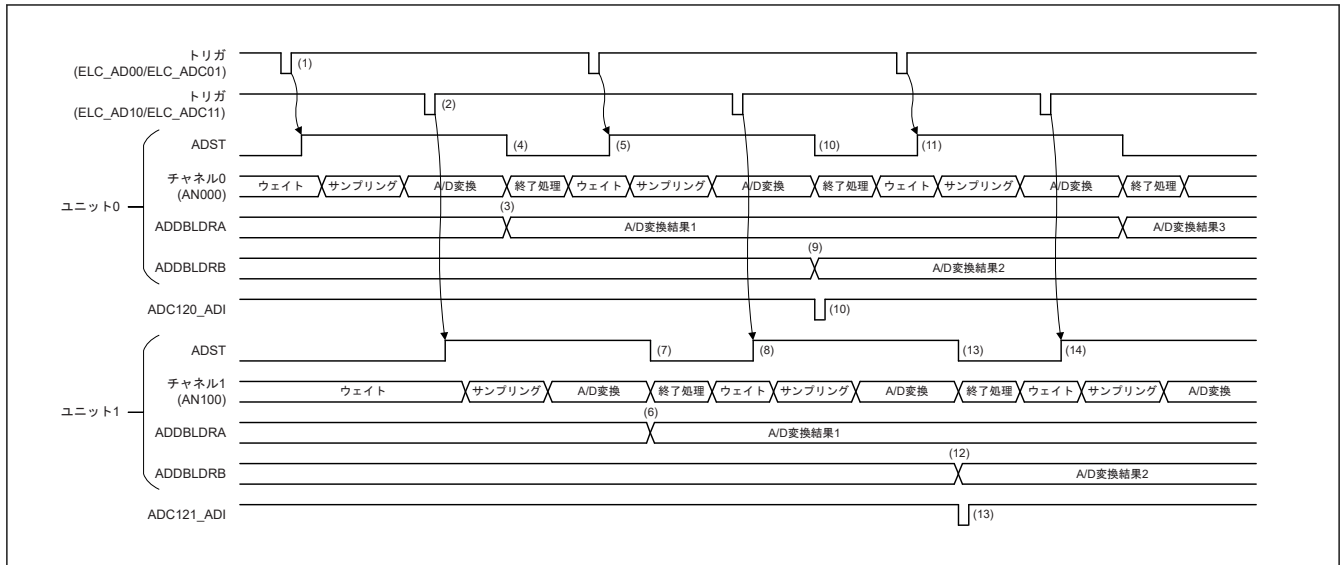 トリガ
(ELC_AD00/ELC_ADC01)
(1)
トリガ
(ELC_AD10/ELC_ADC11)
(2)
ユニット0
ADST
(4)
(5)
(10)
(11)
チャネル0
(AN000)
ウェイト サンプリング A/D変換 終了処理 ウェイト サンプリング A/D変換 終了処理 ウェイト サンプリング A/D変換 終了処理
(3)
ADDBLDRA
A/D変換結果1
A/D変換結果3
(9)
ADDBLDRB
A/D変換結果2
ADC120_ADI
(10)
ユニット1
ADST
(7)
(8)
(13)
(14)
チャネル1
(AN100)
ウェイト サンプリング A/D変換 終了処理 ウェイト サンプリング A/D変換 終了処理 ウェイト サンプリング A/D変換
(6)
ADDBLDRA
A/D変換結果1
(12)
ADDBLDRB
A/D変換結果2
ADC121_ADI
(13)